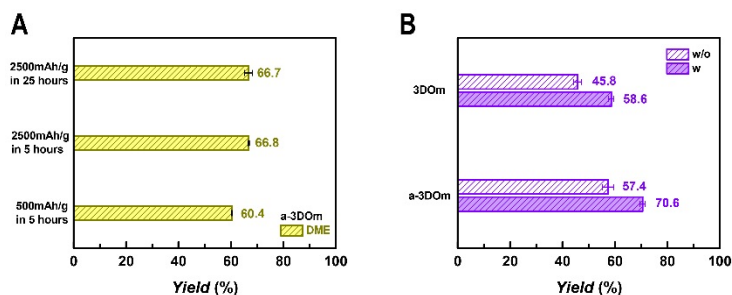 A
2500mAh/g
in 25 hours
66.7
2500mAh/g
in 5 hours
66.8
500mAh/g
in 5 hours
60.4
a-3DOm
DME
0 20 40 60 80 100
Yield (%)
B
w/o
w
3DOm
45.8
58.6
a-3DOm
57.4
70.6
0 20 40 60 80 100
Yield (%)